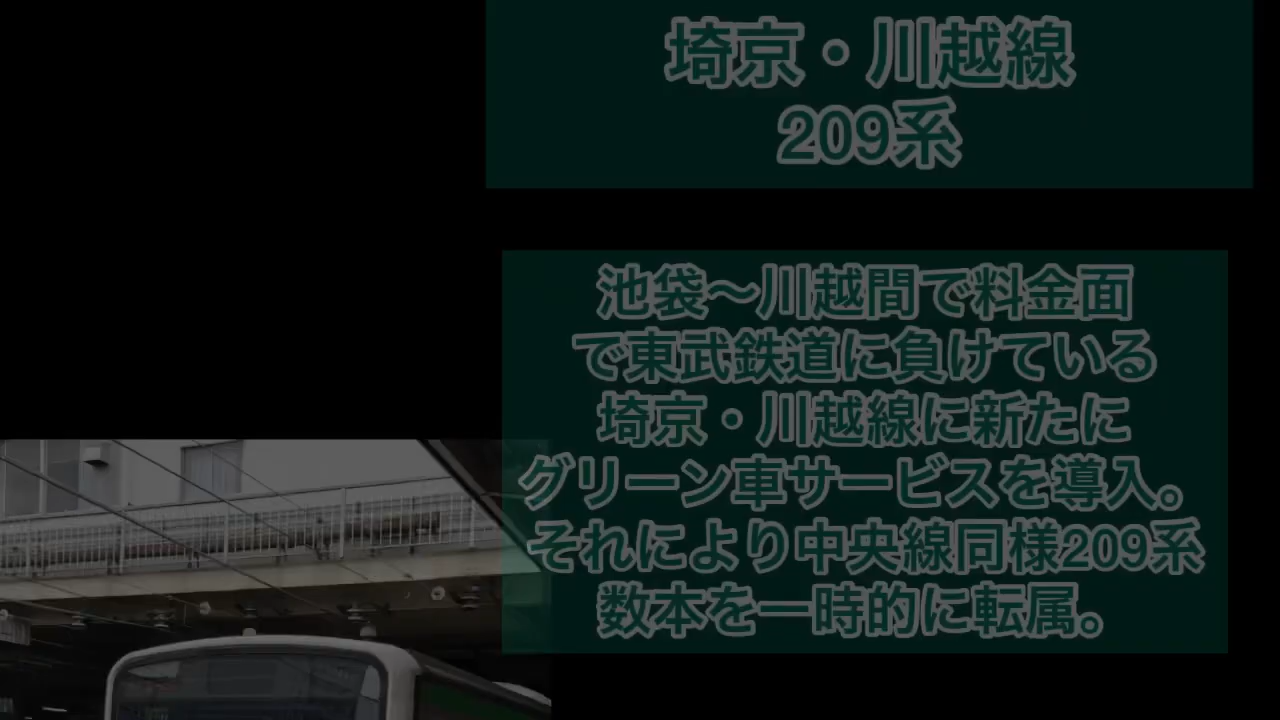 埼京・川越線
209系
池袋〜川越間で料金面
で東武鉄道に負けている
埼京・川越線に新たに
グリーン車サービスを導入。
それにより中央線同様209系
数本を一時的に転属。